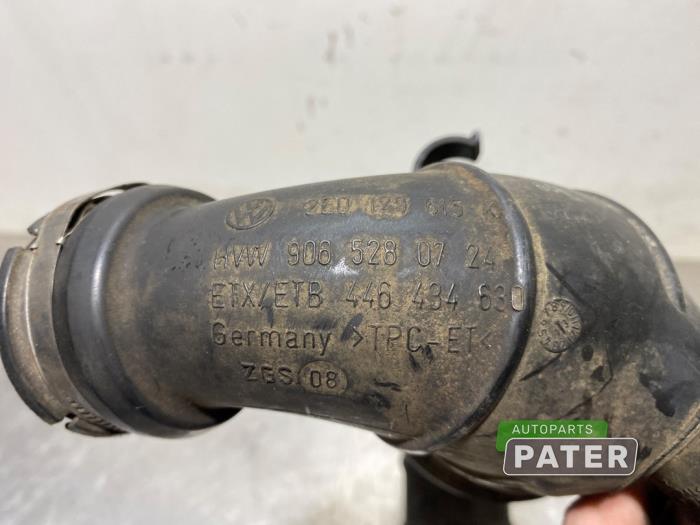 2E0 129 615 K
HVW 906 528 07 24
ETX/ETB 446 434 630
Germany >TPC-ET<
ZGS 08
AUTOPARTS
PATER